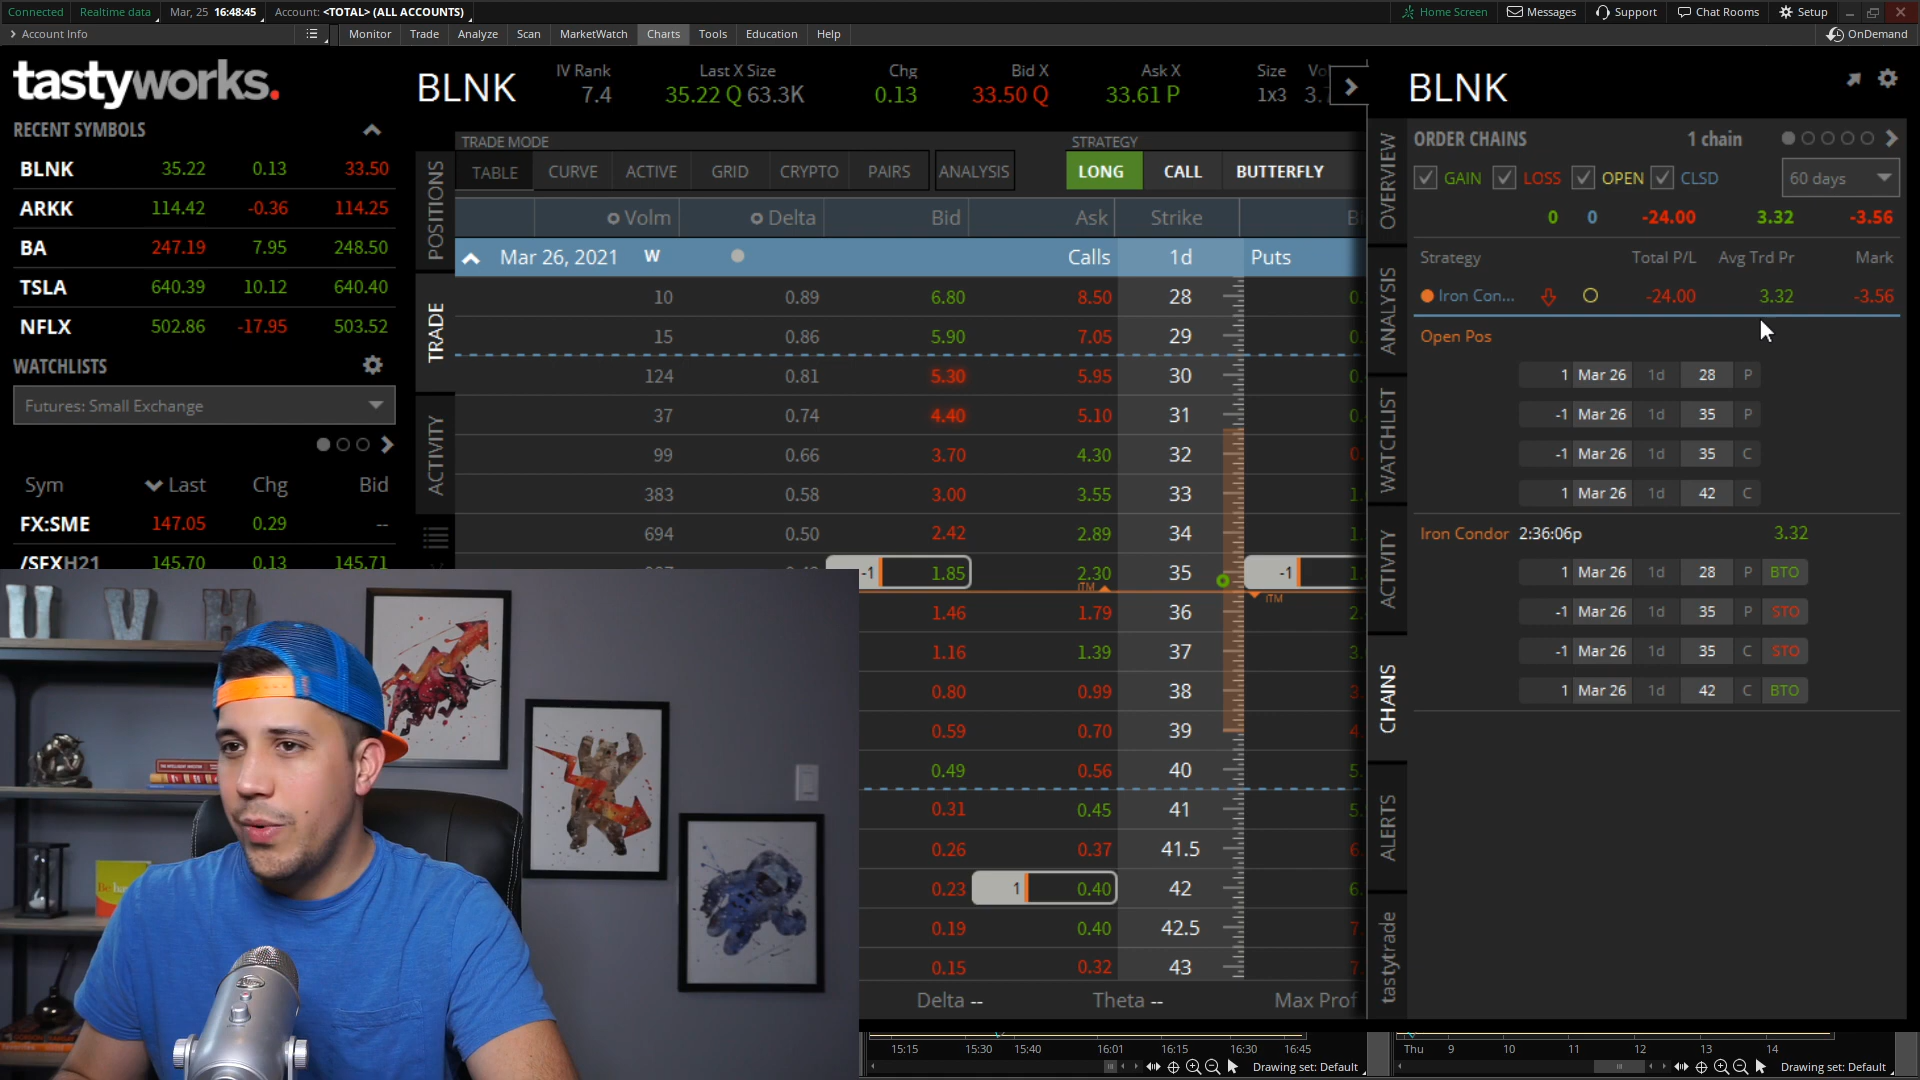 Connected Realtime data Mar, 25 16:48:45 Account: <TOTAL> (ALL ACCOUNTS) Home Screen Messages Support Chat Rooms Setup
Account Info Monitor Trade Analyze Scan MarketWatch Charts Tools Education Help OnDemand
tastyworks.
RECENT SYMBOLS
BLNK 35.22 0.13 33.50
ARKK 114.42 -0.36 114.25
BA 247.19 7.95 248.50
TSLA 640.39 10.12 640.40
NFLX 502.86 -17.95 503.52
WATCHLISTS
Futures: Small Exchange
Sym Last Chg Bid
FX:SME 147.05 0.29 --
/SFXH21 145.70 0.13 145.71
BLNK
IV Rank Last X Size Chg Bid X Ask X Size
7.4 35.22 Q 63.3K 0.13 33.50 Q 33.61 P 1x3
POSITIONS
TRADE
ACTIVITY
TRADE MODE STRATEGY
TABLE CURVE ACTIVE GRID CRYPTO PAIRS ANALYSIS LONG CALL BUTTERFLY
Volm Delta Bid Ask Strike
Mar 26, 2021 W Calls 1d Puts
10 0.89 6.80 8.50 28
15 0.86 5.90 7.05 29
124 0.81 5.30 5.95 30
37 0.74 4.40 5.10 31
99 0.66 3.70 4.30 32
383 0.58 3.00 3.55 33
694 0.50 2.42 2.89 34
-1 1.85 2.30 35 -1
ITM ITM
1.46 1.79 36
1.16 1.39 37
0.80 0.99 38
0.59 0.70 39
0.49 0.56 40
0.31 0.45 41
0.26 0.37 41.5
0.23 1 0.40 42
0.19 0.40 42.5
0.15 0.32 43
Delta -- Theta -- Max Prof
BLNK
OVERVIEW
ANALYSIS
WATCHLIST
ACTIVITY
CHAINS
ALERTS
tastytrade
ORDER CHAINS 1 chain
GAIN LOSS OPEN CLSD 60 days
0 0 -24.00 3.32 -3.56
Strategy Total P/L Avg Trd Pr Mark
Iron Con... -24.00 3.32 -3.56
Open Pos
1 Mar 26 1d 28 P
-1 Mar 26 1d 35 P
-1 Mar 26 1d 35 C
1 Mar 26 1d 42 C
Iron Condor 2:36:06p 3.32
1 Mar 26 1d 28 P BTO
-1 Mar 26 1d 35 P STO
-1 Mar 26 1d 35 C STO
1 Mar 26 1d 42 C BTO
15:15 15:30 15:40 16:01 16:15 16:30 16:45 Thu 9 10 11 12 13 14
Drawing set: Default Drawing set: Default
U V H